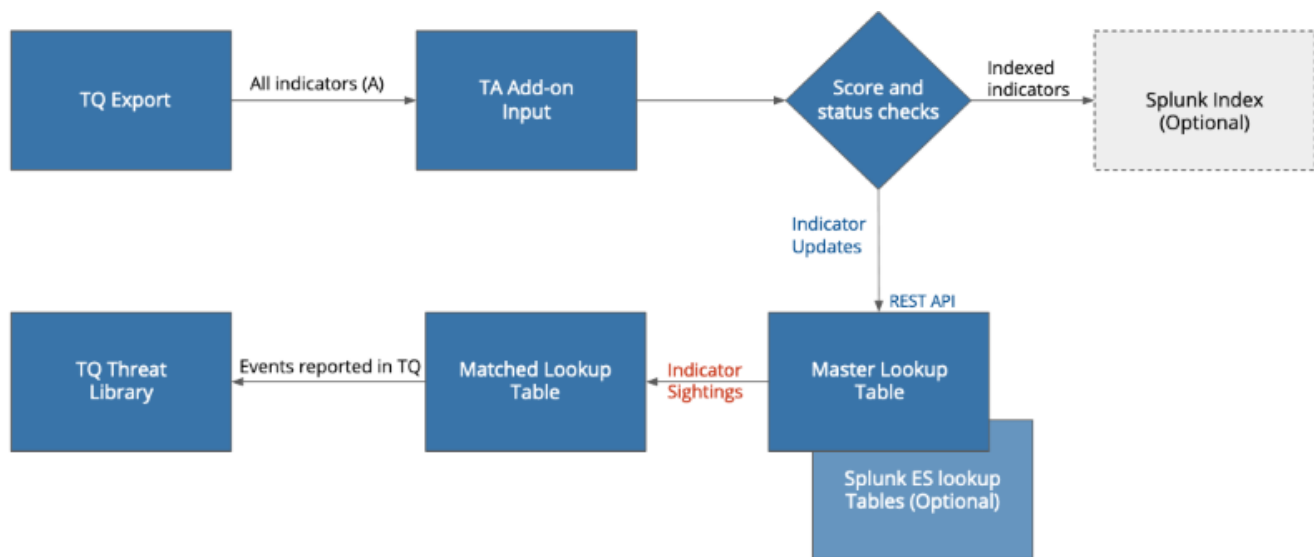 TQ Export
All indicators (A)
TA Add-on
Input
Score and
status checks
Indexed
indicators
Splunk Index
(Optional)
Indicator
Updates
REST API
TQ Threat
Library
Events reported in TQ
Matched Lookup
Table
Indicator
Sightings
Master Lookup
Table
Splunk ES lookup
Tables (Optional)